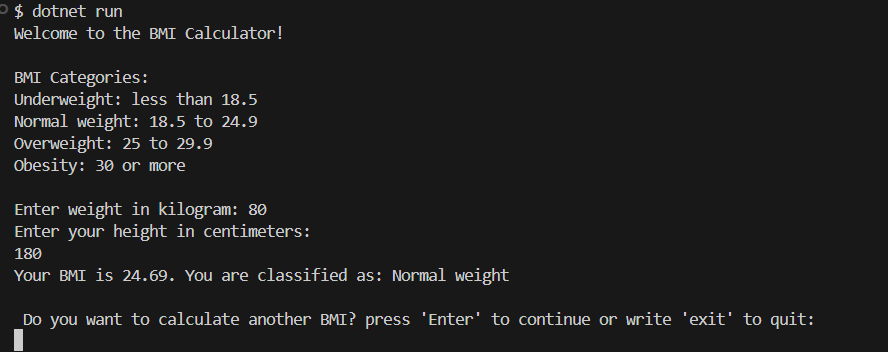 $ dotnet run
Welcome to the BMI Calculator!
BMI Categories:
Underweight: less than 18.5
Normal weight: 18.5 to 24.9
Overweight: 25 to 29.9
Obesity: 30 or more
Enter weight in kilogram: 80
Enter your height in centimeters:
180
Your BMI is 24.69. You are classified as: Normal weight
Do you want to calculate another BMI? press 'Enter' to continue or write 'exit' to quit: